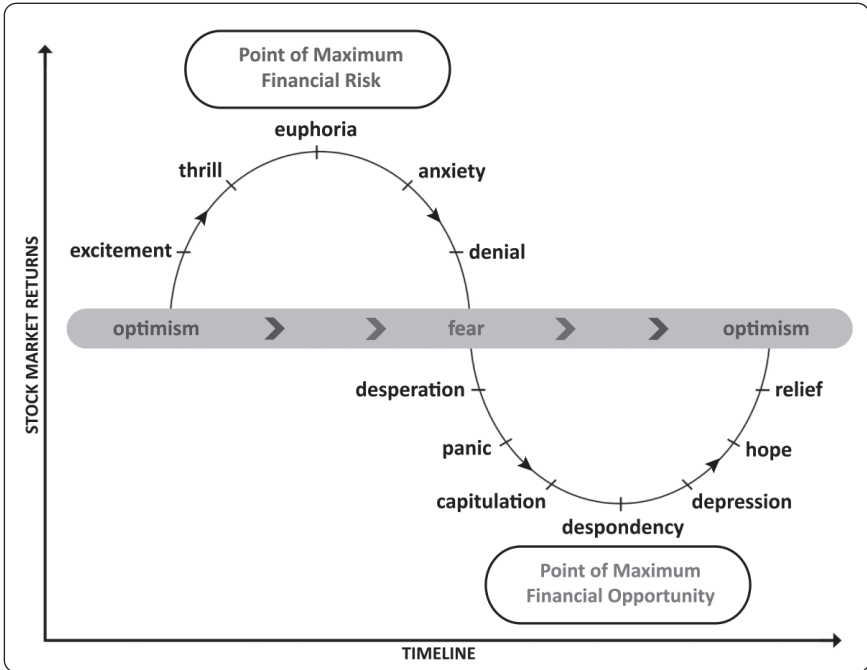 Point of Maximum
Financial Risk
euphoria
thrill
anxiety
excitement
denial
optimism
fear
optimism
desperation
relief
panic
hope
capitulation
depression
despondency
Point of Maximum
Financial Opportunity
STOCK MARKET RETURNS
TIMELINE